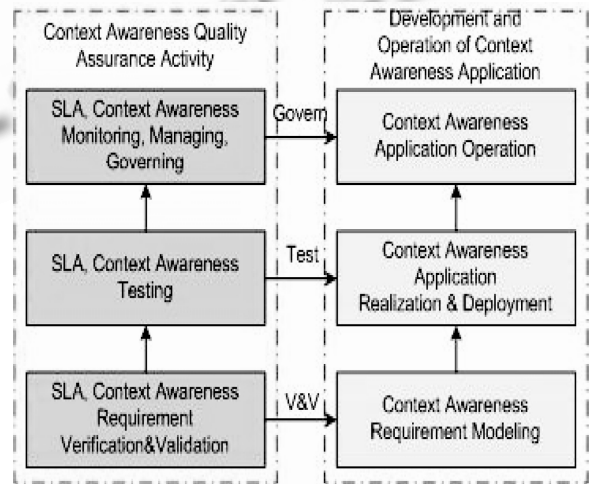 Context Awareness Quality
Assurance Activity
SLA, Context Awareness
Monitoring, Managing,
Governing
SLA, Context Awareness
Testing
SLA, Context Awareness
Requirement
Verification&Validation
Govern
Test
V&V
Development and
Operation of Context
Awareness Application
Context Awareness
Application Operation
Context Awareness
Application
Realization & Deployment
Context Awareness
Requirement Modeling